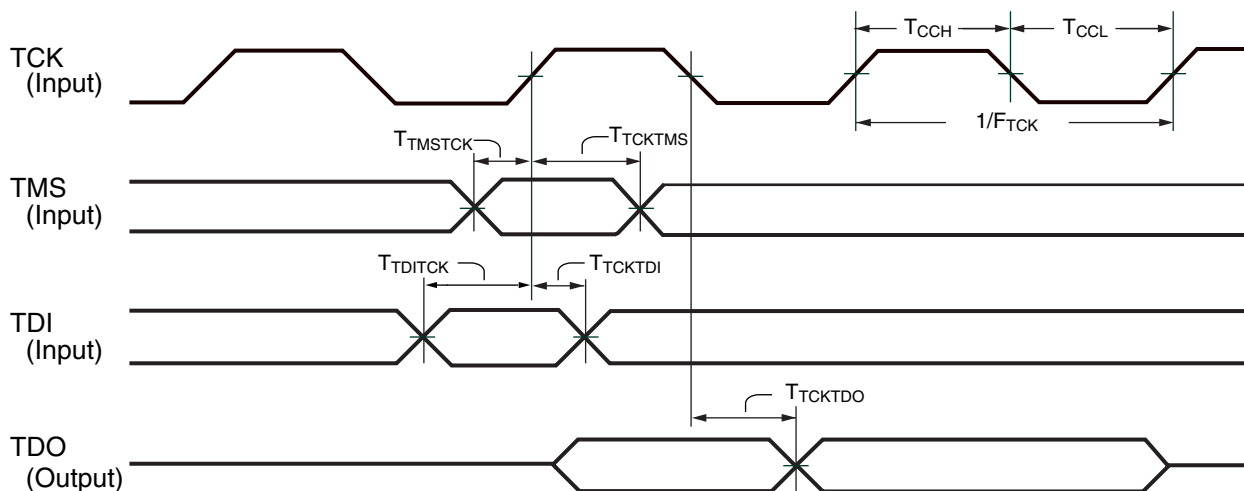 TCK
(Input)
TCCH
TCCL
1/FTCK
TTMSTCK
TTCKTMS
TMS
(Input)
TTDITCK
TTCKTDI
TDI
(Input)
TTCKTDO
TDO
(Output)